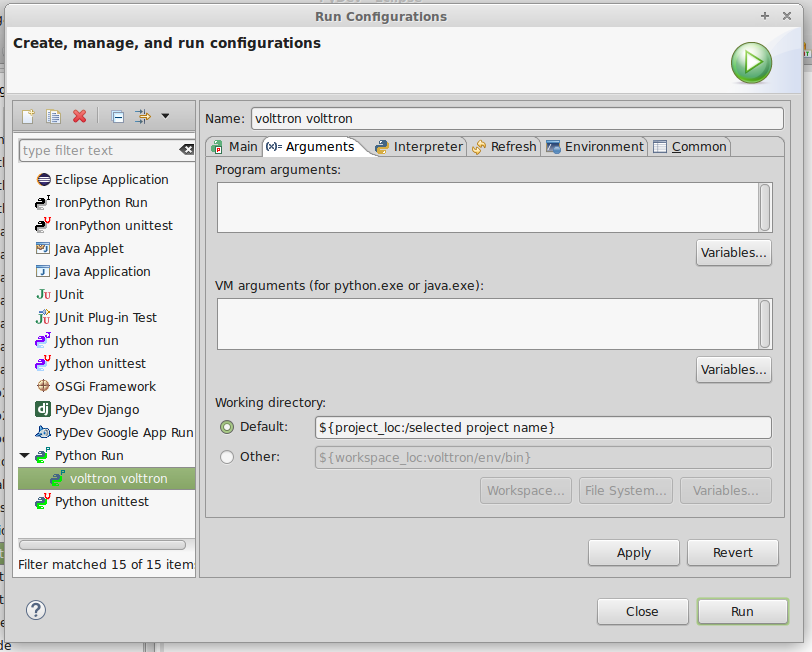 Run Configurations
Create, manage, and run configurations
Name: volttron volttron
type filter text
Main (x)= Arguments Interpreter Refresh Environment Common
Eclipse Application
IronPython Run
IronPython unittest
Java Applet
Java Application
JUnit
JUnit Plug-in Test
Jython run
Jython unittest
OSGi Framework
PyDev Django
PyDev Google App Run
Python Run
volttron volttron
Python unittest
Filter matched 15 of 15 item
Program arguments:
Variables...
VM arguments (for python.exe or java.exe):
Variables...
Working directory:
Default: ${project_loc:/selected project name}
Other: ${workspace_loc:volttron/env/bin}
Workspace... File System... Variables...
Apply Revert
Close Run